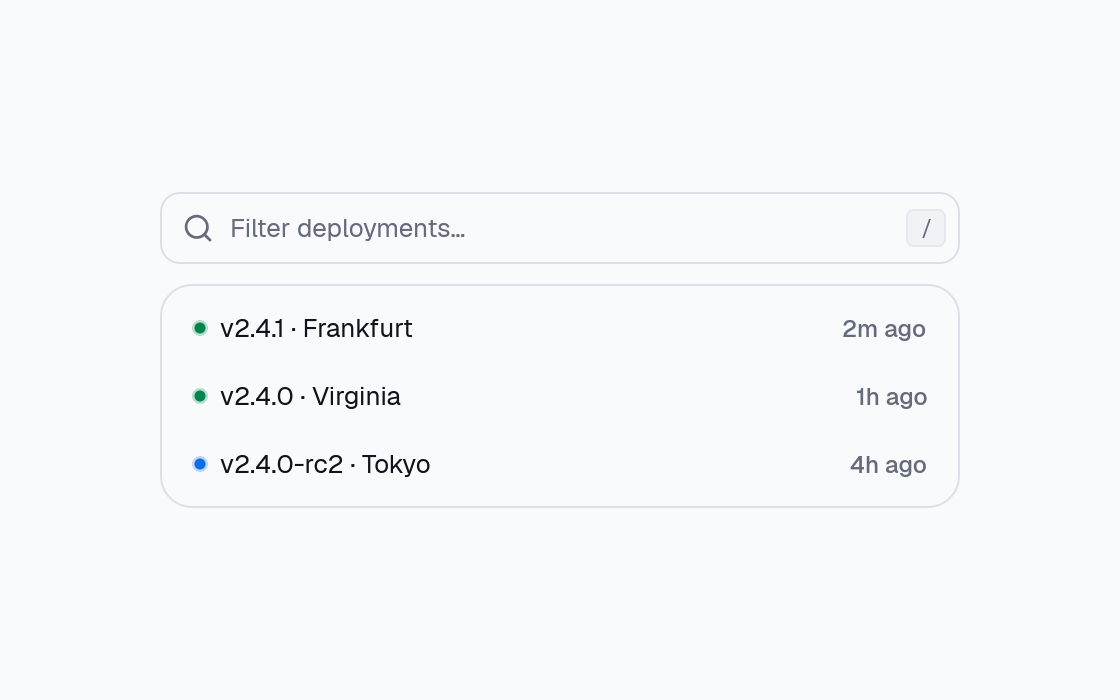 Filter deployments… /
v2.4.1 · Frankfurt 2m ago
v2.4.0 · Virginia 1h ago
v2.4.0-rc2 · Tokyo 4h ago